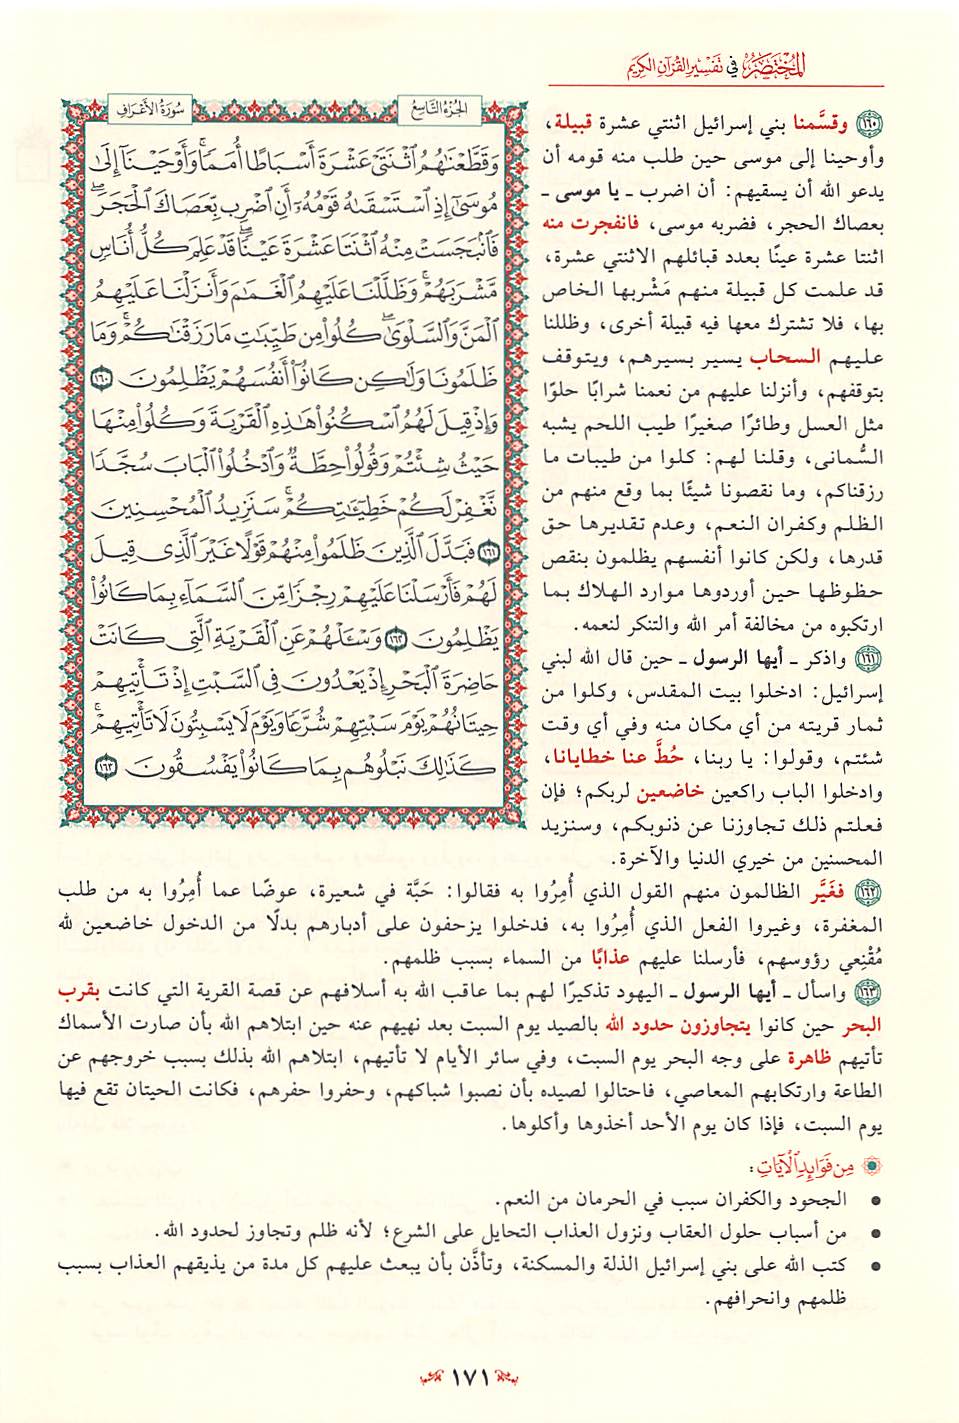 المختصر في تفسير القرآن الكريم
الجزء التاسع
سورة الأعراف
وَقَطَّعْنَٰهُمُ ٱثْنَتَىْ عَشْرَةَ أَسْبَاطًا أُمَمًا ۚ وَأَوْحَيْنَآ إِلَىٰ
مُوسَىٰٓ إِذِ ٱسْتَسْقَىٰهُ قَوْمُهُۥٓ أَنِ ٱضْرِب بِّعَصَاكَ ٱلْحَجَرَ ۖ
فَٱنۢبَجَسَتْ مِنْهُ ٱثْنَتَا عَشْرَةَ عَيْنًا ۖ قَدْ عَلِمَ كُلُّ أُنَاسٍ
مَّشْرَبَهُمْ ۚ وَظَلَّلْنَا عَلَيْهِمُ ٱلْغَمَٰمَ وَأَنزَلْنَا عَلَيْهِمُ
ٱلْمَنَّ وَٱلسَّلْوَىٰ ۖ كُلُوا۟ مِن طَيِّبَٰتِ مَا رَزَقْنَٰكُمْ ۚ وَمَا
ظَلَمُونَا وَلَٰكِن كَانُوٓا۟ أَنفُسَهُمْ يَظْلِمُونَ ١٦٠
وَإِذْ قِيلَ لَهُمُ ٱسْكُنُوا۟ هَٰذِهِ ٱلْقَرْيَةَ وَكُلُوا۟ مِنْهَا
حَيْثُ شِئْتُمْ وَقُولُوا۟ حِطَّةٌ وَٱدْخُلُوا۟ ٱلْبَابَ سُجَّدًا
نَّغْفِرْ لَكُمْ خَطِيٓـَٰٔتِكُمْ ۚ سَنَزِيدُ ٱلْمُحْسِنِينَ
١٦١ فَبَدَّلَ ٱلَّذِينَ ظَلَمُوا۟ مِنْهُمْ قَوْلًا غَيْرَ ٱلَّذِى قِيلَ
لَهُمْ فَأَرْسَلْنَا عَلَيْهِمْ رِجْزًا مِّنَ ٱلسَّمَآءِ بِمَا كَانُوا۟
يَظْلِمُونَ ١٦٢ وَسْـَٔلْهُمْ عَنِ ٱلْقَرْيَةِ ٱلَّتِى كَانَتْ
حَاضِرَةَ ٱلْبَحْرِ إِذْ يَعْدُونَ فِى ٱلسَّبْتِ إِذْ تَأْتِيهِمْ
حِيتَانُهُمْ يَوْمَ سَبْتِهِمْ شُرَّعًا وَيَوْمَ لَا يَسْبِتُونَ ۙ لَا تَأْتِيهِمْ ۚ
كَذَٰلِكَ نَبْلُوهُم بِمَا كَانُوا۟ يَفْسُقُونَ ١٦٣
١٦٠ وقسَّمنا بني إسرائيل اثنتي عشرة قبيلة،
وأوحينا إلى موسى حين طلب منه قومه أن
يدعو الله أن يسقيهم: أن اضرب ـ يا موسى ـ
بعصاك الحجر، فضربه موسى، فانفجرت منه
اثنتا عشرة عينًا بعدد قبائلهم الاثنتي عشرة،
قد علمت كل قبيلة منهم مَشْربها الخاص
بها، فلا تشترك معها فيه قبيلة أخرى، وظللنا
عليهم السحاب يسير بسيرهم، ويتوقف
بتوقفهم، وأنزلنا عليهم من نعمنا شرابًا حلوًا
مثل العسل وطائرًا صغيرًا طيب اللحم يشبه
السُّمانى، وقلنا لهم: كلوا من طيبات ما
رزقناكم، وما نقصونا شيئًا بما وقع منهم من
الظلم وكفران النعم، وعدم تقديرها حق
قدرها، ولكن كانوا أنفسهم يظلمون بنقص
حظوظها حين أوردوها موارد الهلاك بما
ارتكبوه من مخالفة أمر الله والتنكر لنعمه.
١٦١ واذكر ـ أيها الرسول ـ حين قال الله لبني
إسرائيل: ادخلوا بيت المقدس، وكلوا من
ثمار قريته من أي مكان منه وفي أي وقت
شئتم، وقولوا: يا ربنا، حُطَّ عنا خطايانا،
وادخلوا الباب راكعين خاضعين لربكم؛ فإن
فعلتم ذلك تجاوزنا عن ذنوبكم، وسنزيد
المحسنين من خيري الدنيا والآخرة.
١٦٢ فغَيَّر الظالمون منهم القول الذي أُمِرُوا به فقالوا: حَبَّة في شعيرة، عوضًا عما أُمِرُوا به من طلب
المغفرة، وغيروا الفعل الذي أُمِرُوا به، فدخلوا يزحفون على أدبارهم بدلًا من الدخول خاضعين لله
مُقْنِعي رؤوسهم، فأرسلنا عليهم عذابًا من السماء بسبب ظلمهم.
١٦٣ واسأل ـ أيها الرسول ـ اليهود تذكيرًا لهم بما عاقب الله به أسلافهم عن قصة القرية التي كانت بقرب
البحر حين كانوا يتجاوزون حدود الله بالصيد يوم السبت بعد نهيهم عنه حين ابتلاهم الله بأن صارت الأسماك
تأتيهم ظاهرة على وجه البحر يوم السبت، وفي سائر الأيام لا تأتيهم، ابتلاهم الله بذلك بسبب خروجهم عن
الطاعة وارتكابهم المعاصي، فاحتالوا لصيده بأن نصبوا شباكهم، وحفروا حفرهم، فكانت الحيتان تقع فيها
يوم السبت، فإذا كان يوم الأحد أخذوها وأكلوها.
من فوائد الآيات:
• الجحود والكفران سبب في الحرمان من النعم.
• من أسباب حلول العقاب ونزول العذاب التحايل على الشرع؛ لأنه ظلم وتجاوز لحدود الله.
• كتب الله على بني إسرائيل الذلة والمسكنة، وتأذَّن بأن يبعث عليهم كل مدة من يذيقهم العذاب بسبب
ظلمهم وانحرافهم.
١٧١